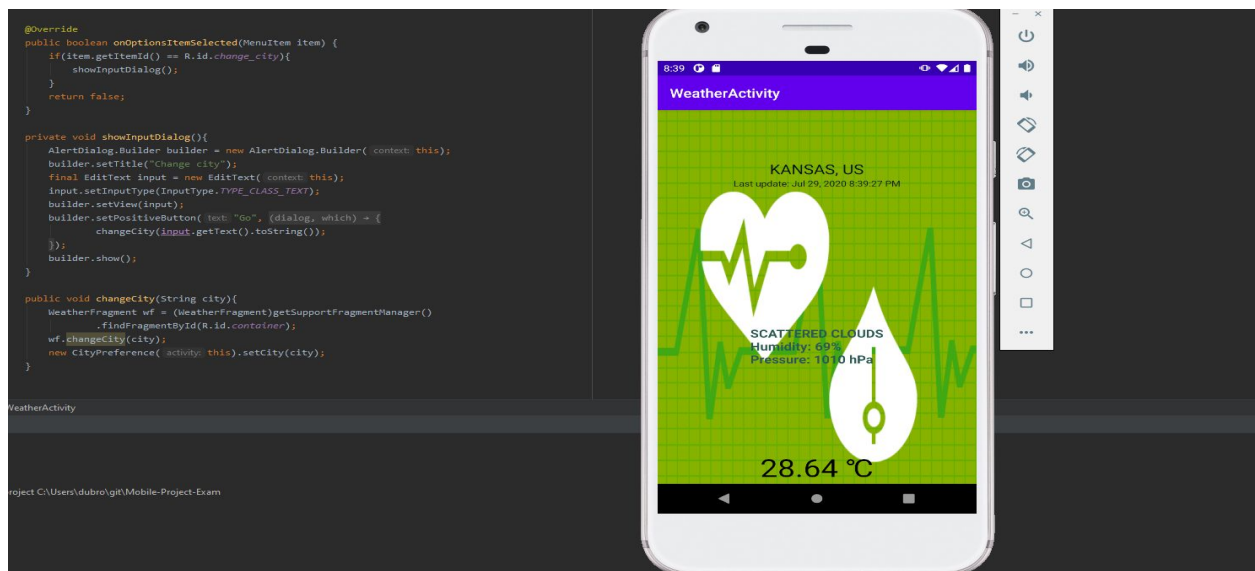 @Override
public boolean onOptionsItemSelected(MenuItem item) {
if(item.getItemId() == R.id.change_city){
showInputDialog();
}
return false;
}
private void showInputDialog(){
AlertDialog.Builder builder = new AlertDialog.Builder( context: this);
builder.setTitle("Change city");
final EditText input = new EditText( context: this);
input.setInputType(InputType.TYPE_CLASS_TEXT);
builder.setView(input);
builder.setPositiveButton( text: "Go", (dialog, which) → {
changeCity(input.getText().toString());
});
builder.show();
}
public void changeCity(String city){
WeatherFragment wf = (WeatherFragment)getSupportFragmentManager()
.findFragmentById(R.id.container);
wf.changeCity(city);
new CityPreference( activity: this).setCity(city);
}
WeatherActivity
roject C:\Users\dubro\git\Mobile-Project-Exam
8:39
WeatherActivity
KANSAS, US
Last update: Jul 29, 2020 8:39:27 PM
SCATTERED CLOUDS
Humidity: 69%
Pressure: 1010 hPa
28.64 ℃